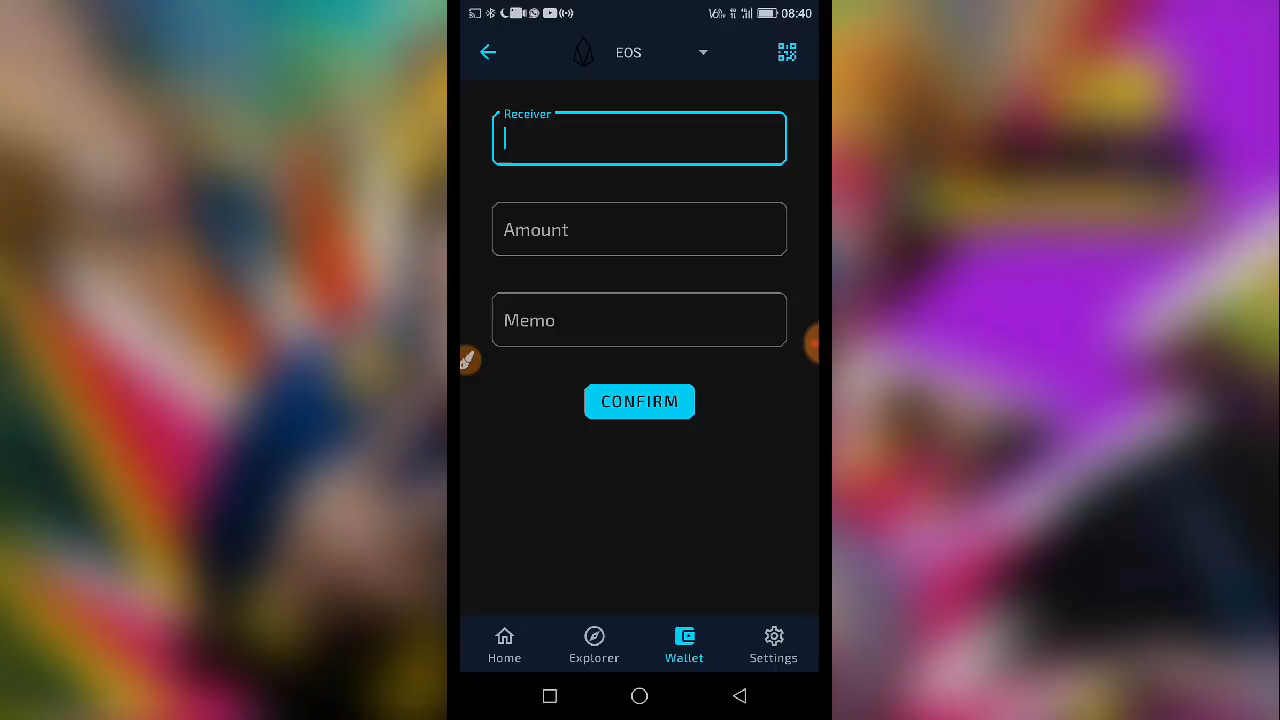 08:40
EOS
Receiver
Amount
Memo
CONFIRM
Home Explorer Wallet Settings